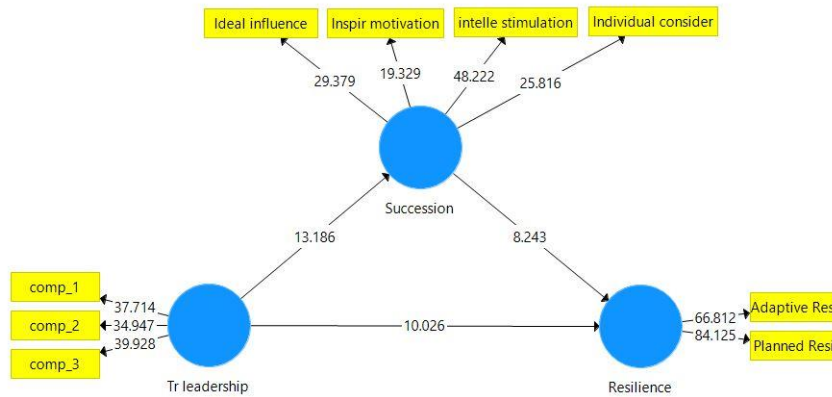 Ideal influence
Inspir motivation
intelle stimulation
Individual consider
29.379
19.329
48.222
25.816
Succession
13.186
8.243
comp_1
comp_2
comp_3
37.714
34.947
39.928
10.026
66.812
84.125
Adaptive Res
Planned Resi
Tr leadership
Resilience